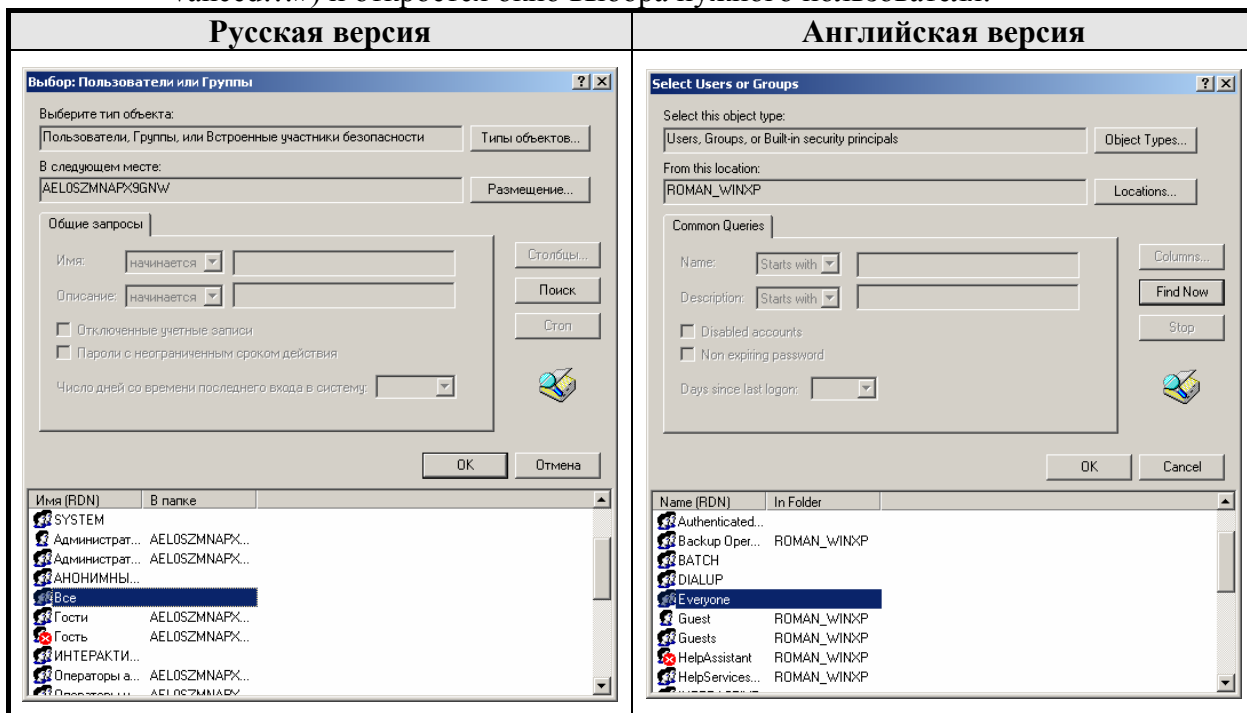 и откроется окно выбора нужного пользователя.
Русская версия
Английская версия
Выбор: Пользователи или Группы
Выберите тип объекта:
Пользователи, Группы, или Встроенные участники безопасности
Типы объектов...
В следующем месте:
AEL0SZMNAPX9GNW
Размещение...
Общие запросы
Имя: начинается
Столбцы...
Описание: начинается
Поиск
Отключенные учетные записи
Стоп
Пароли с неограниченным сроком действия
Число дней со времени последнего входа в систему:
OK Отмена
Имя (RDN) В папке
SYSTEM
Администрат... AEL0SZMNAPX...
Администрат... AEL0SZMNAPX...
АНОНИМНЫ...
Все
Гости AEL0SZMNAPX...
Гость AEL0SZMNAPX...
ИНТЕРАКТИ...
Операторы а... AEL0SZMNAPX...
Select Users or Groups
Select this object type:
Users, Groups, or Built-in security principals
Object Types...
From this location:
ROMAN_WINXP
Locations...
Common Queries
Name: Starts with
Columns...
Description: Starts with
Find Now
Disabled accounts
Stop
Non expiring password
Days since last logon:
OK Cancel
Name (RDN) In Folder
Authenticated...
Backup Oper... ROMAN_WINXP
BATCH
DIALUP
Everyone
Guest ROMAN_WINXP
Guests ROMAN_WINXP
HelpAssistant ROMAN_WINXP
HelpServices... ROMAN_WINXP